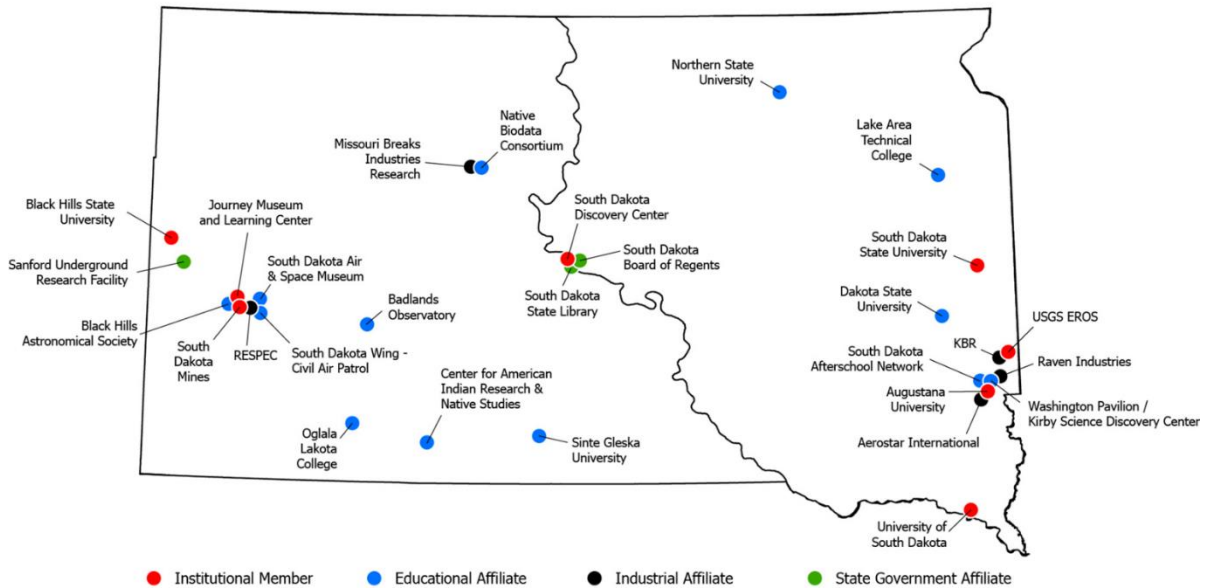 Northern State
University
Native
Biodata
Consortium
Missouri Breaks
Industries
Research
Lake Area
Technical
College
Black Hills State
University
Journey Museum
and Learning Center
South Dakota
Discovery Center
Sanford Underground
Research Facility
South Dakota Air
& Space Museum
South Dakota
Board of Regents
South Dakota
State University
South Dakota
State Library
Badlands
Observatory
Dakota State
University
Black Hills
Astronomical Society
South
Dakota
Mines
RESPEC
South Dakota Wing -
Civil Air Patrol
USGS EROS
KBR
South Dakota
Afterschool Network
Raven Industries
Center for American
Indian Research &
Native Studies
Augustana
University
Washington Pavilion /
Kirby Science Discovery Center
Aerostar International
Oglala
Lakota
College
Sinte Gleska
University
University of
South Dakota
Institutional Member
Educational Affiliate
Industrial Affiliate
State Government Affiliate